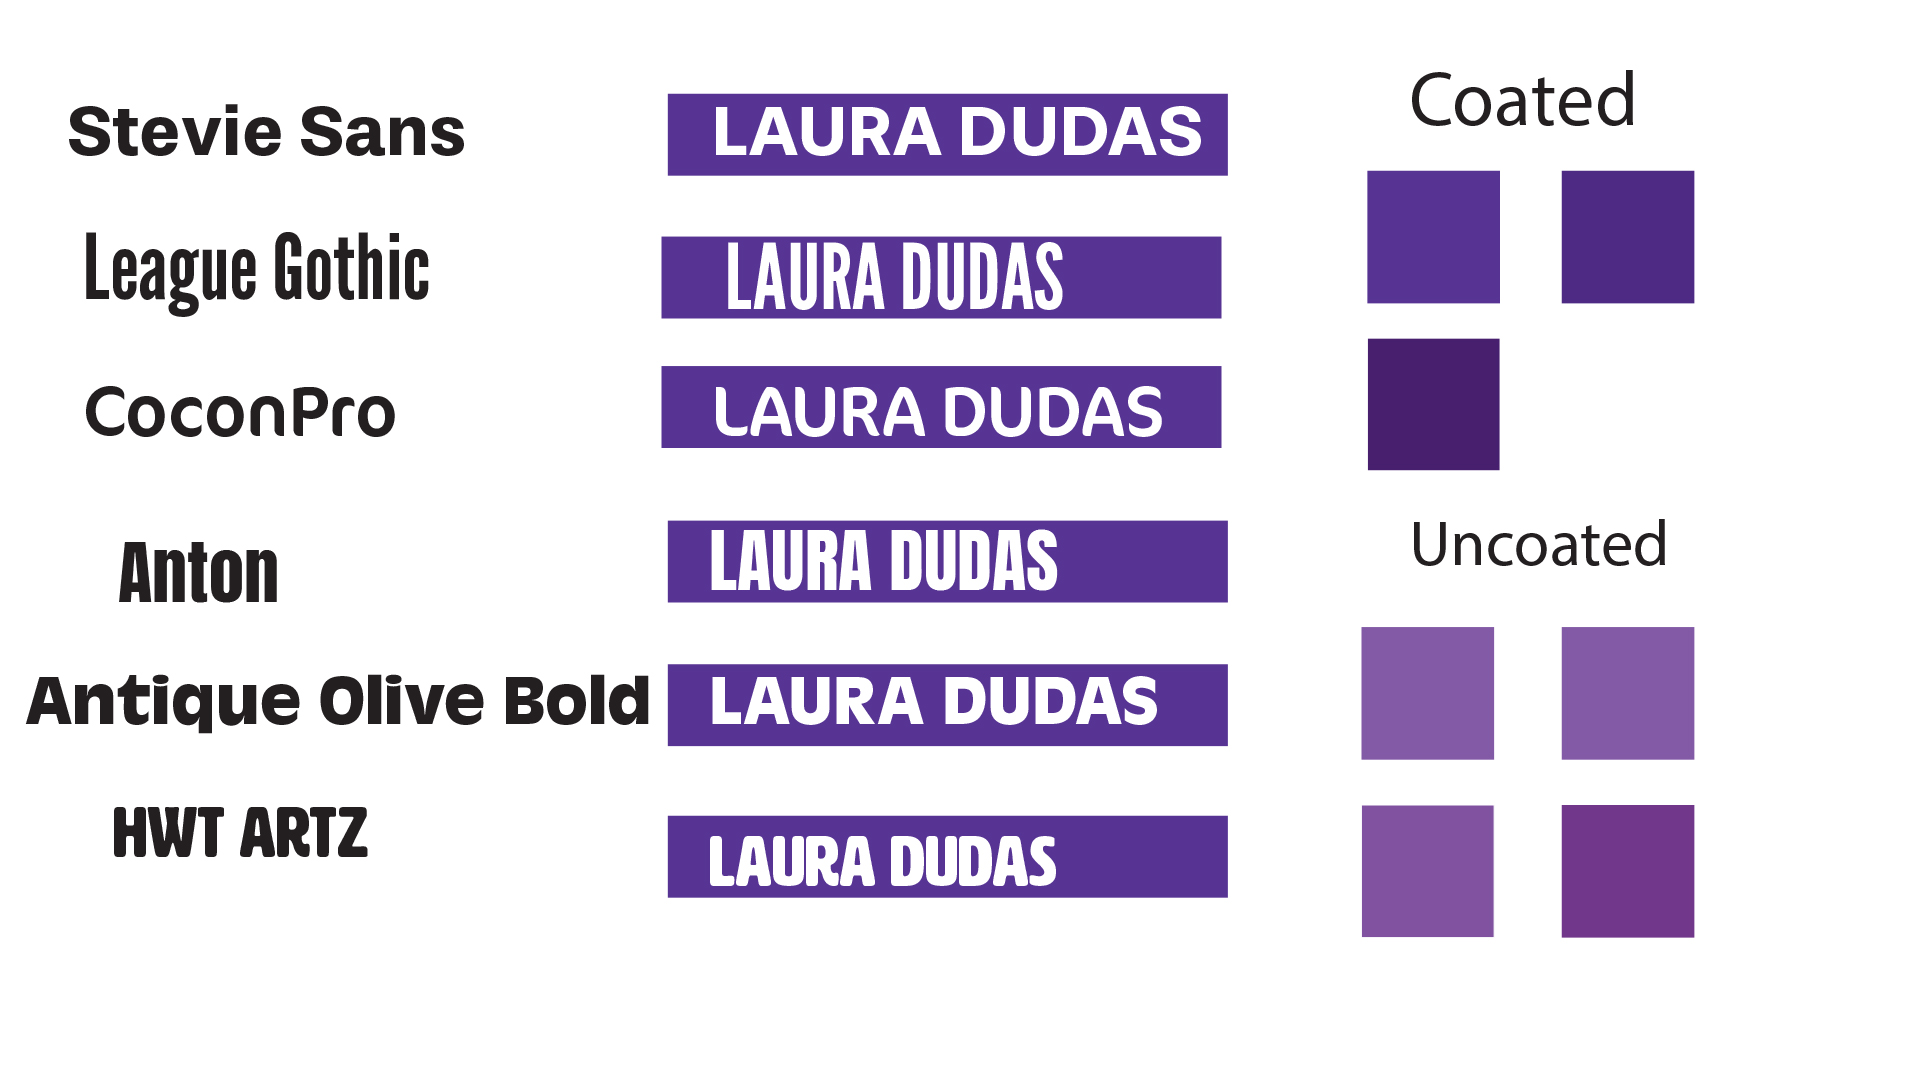 Stevie Sans
LAURA DUDAS
League Gothic
LAURA DUDAS
CoconPro
LAURA DUDAS
Anton
LAURA DUDAS
Antique Olive Bold
LAURA DUDAS
HWT ARTZ
LAURA DUDAS
Coated
Uncoated